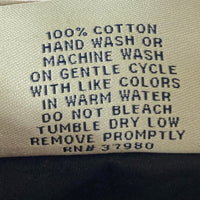 100% COTTON
HAND WASH OR
MACHINE WASH
ON GENTLE CYCLE
WITH LIKE COLORS
IN WARM WATER
DO NOT BLEACH
TUMBLE DRY LOW
REMOVE PROMPTLY
RN# 37980